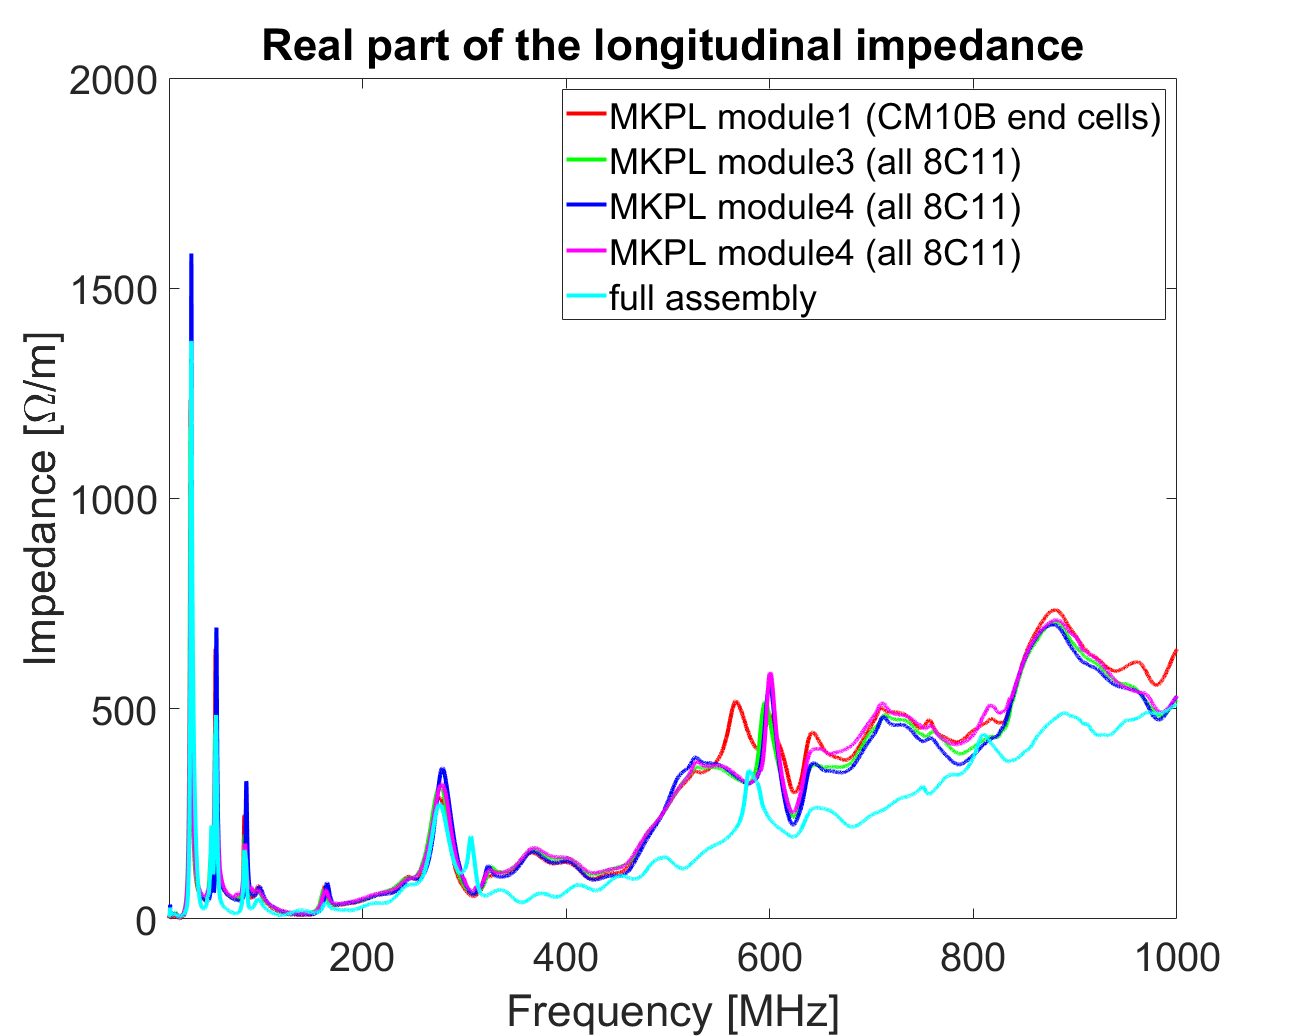 Real part of the longitudinal impedance
2000
1500
1000
500
0
Impedance [Ω/m]
MKPL module1 (CM10B end cells)
MKPL module3 (all 8C11)
MKPL module4 (all 8C11)
MKPL module4 (all 8C11)
full assembly
200 400 600 800 1000
Frequency [MHz]